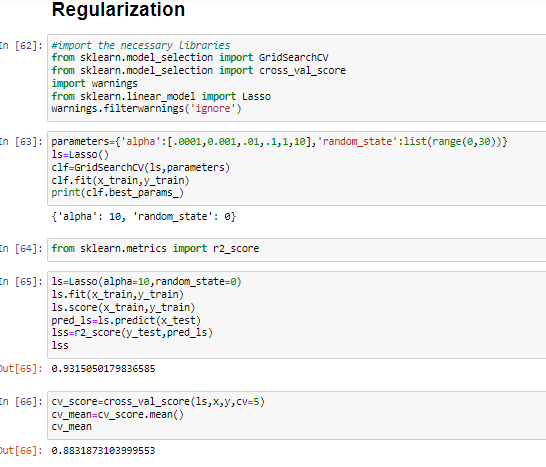 Regularization
In [62]: #import the necessary libraries
from sklearn.model_selection import GridSearchCV
from sklearn.model_selection import cross_val_score
import warnings
from sklearn.linear_model import Lasso
warnings.filterwarnings('ignore')
In [63]: parameters={'alpha':[.0001,0.001,.01,.1,1,10],'random_state':list(range(0,30))}
ls=Lasso()
clf=GridSearchCV(ls,parameters)
clf.fit(x_train,y_train)
print(clf.best_params_)
{'alpha': 10, 'random_state': 0}
In [64]: from sklearn.metrics import r2_score
In [65]: ls=Lasso(alpha=10,random_state=0)
ls.fit(x_train,y_train)
ls.score(x_train,y_train)
pred_ls=ls.predict(x_test)
lss=r2_score(y_test,pred_ls)
lss
Out[65]: 0.9315050179836585
In [66]: cv_score=cross_val_score(ls,x,y,cv=5)
cv_mean=cv_score.mean()
cv_mean
Out[66]: 0.8831873103999553